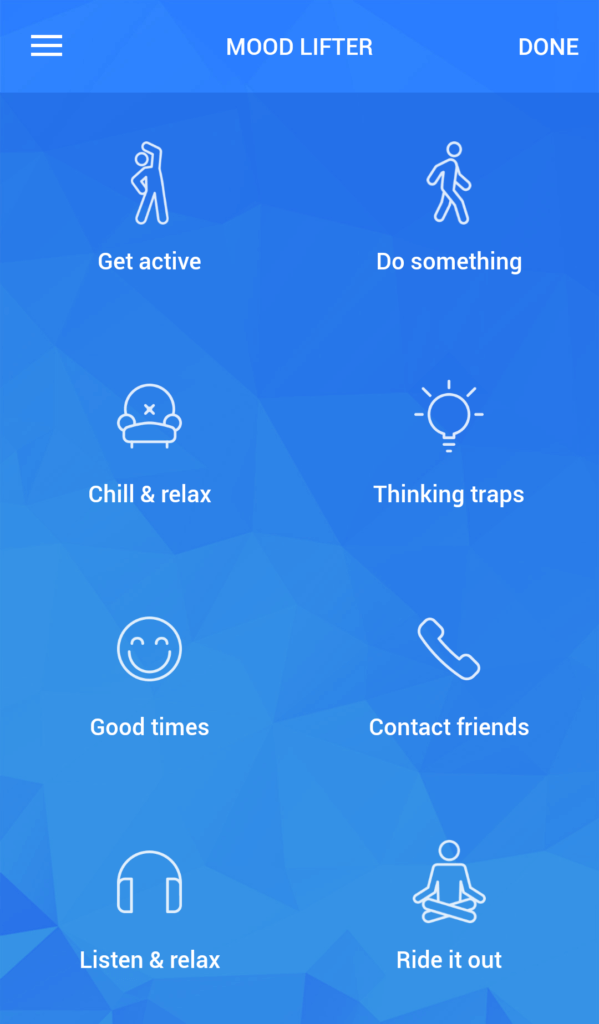 MOOD LIFTER
DONE
Get active
Do something
Chill & relax
Thinking traps
Good times
Contact friends
Listen & relax
Ride it out